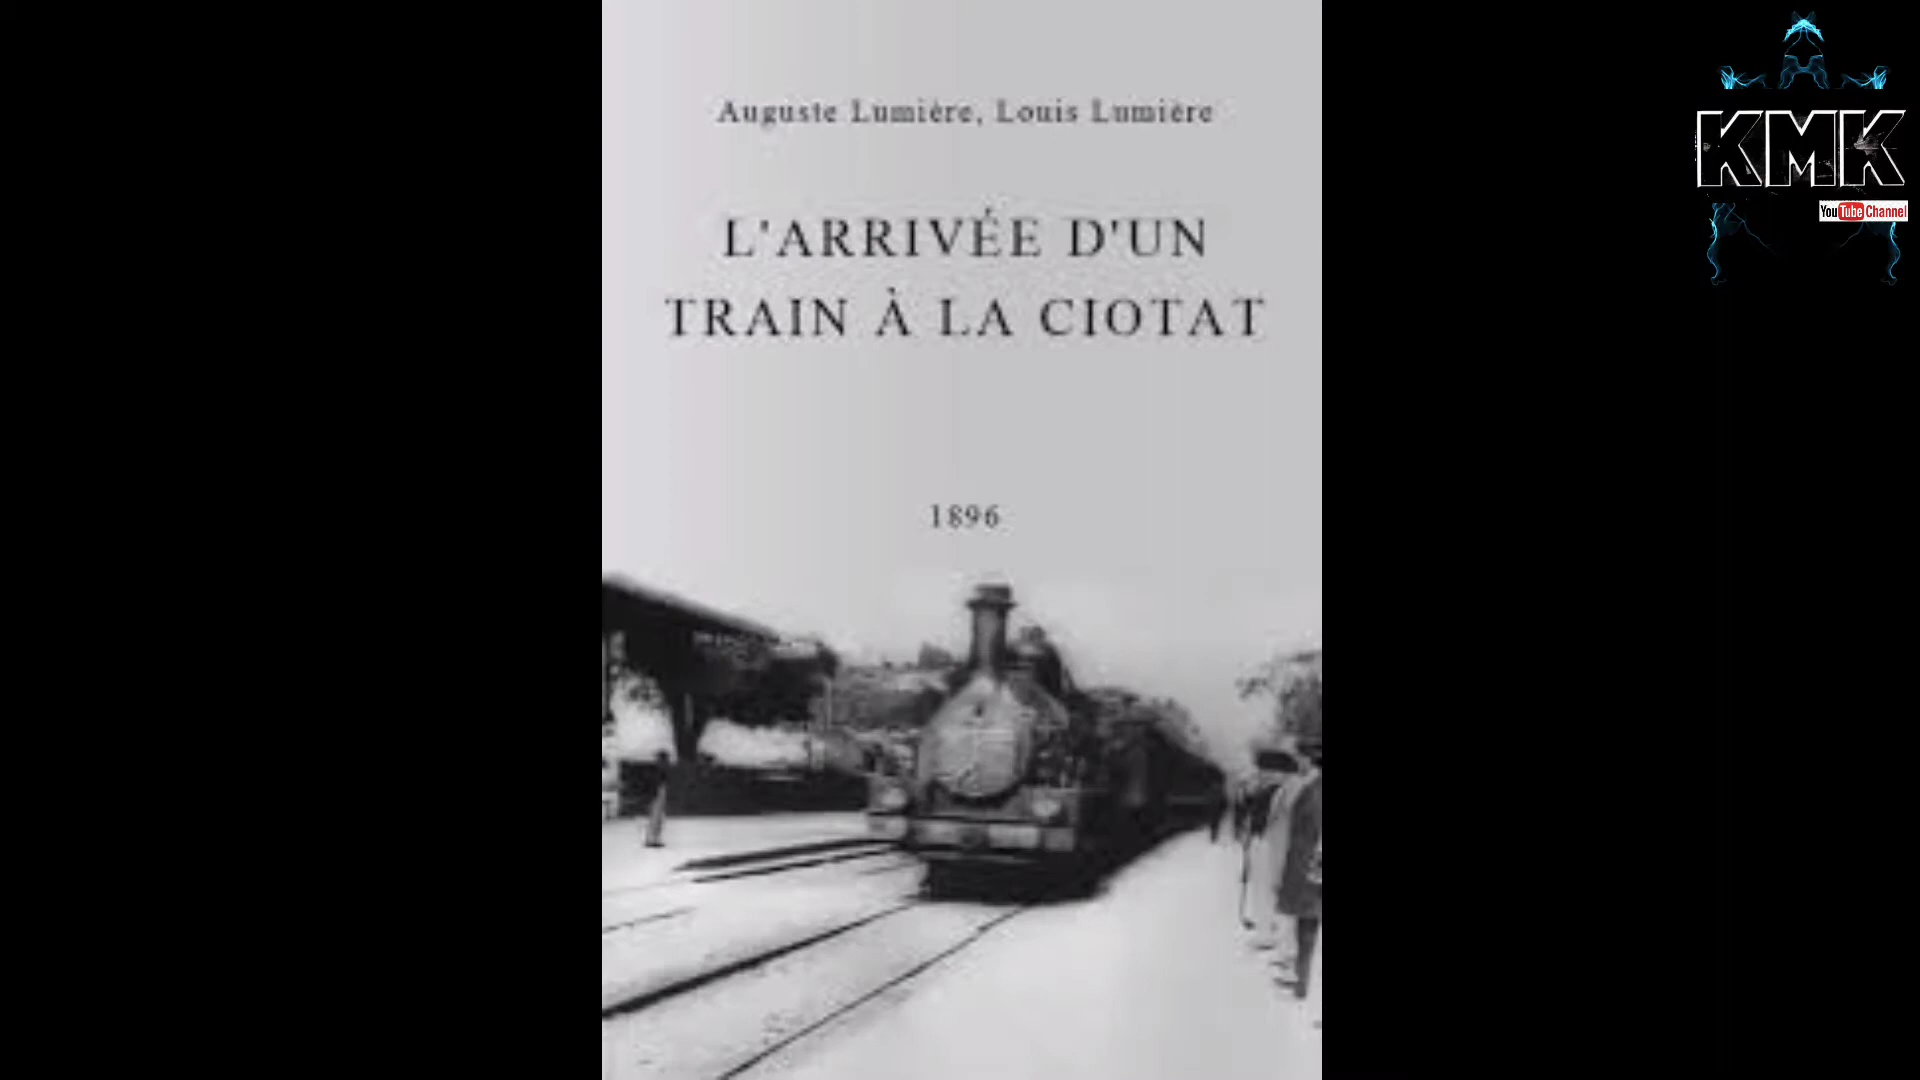 Auguste Lumière, Louis Lumière
L'ARRIVÉE D'UN
TRAIN À LA CIOTAT
1896
KMK
YouTube Channel